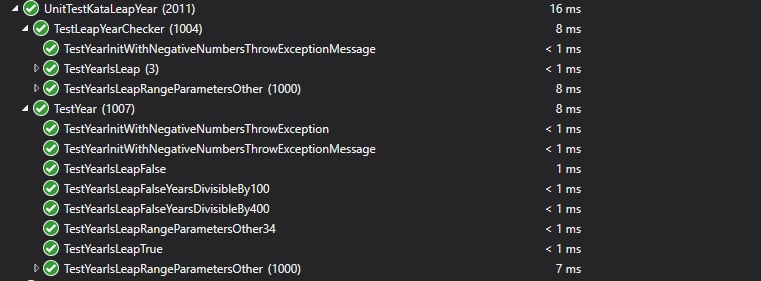 UnitTestKataLeapYear (2011) 16 ms
TestLeapYearChecker (1004) 8 ms
TestYearInitWithNegativeNumbersThrowExceptionMessage < 1 ms
TestYearIsLeap (3) < 1 ms
TestYearIsLeapRangeParametersOther (1000) 8 ms
TestYear (1007) 8 ms
TestYearInitWithNegativeNumbersThrowException < 1 ms
TestYearInitWithNegativeNumbersThrowExceptionMessage < 1 ms
TestYearIsLeapFalse 1 ms
TestYearIsLeapFalseYearsDivisibleBy100 < 1 ms
TestYearIsLeapFalseYearsDivisibleBy400 < 1 ms
TestYearIsLeapRangeParametersOther34 < 1 ms
TestYearIsLeapTrue < 1 ms
TestYearIsLeapRangeParametersOther (1000) 7 ms